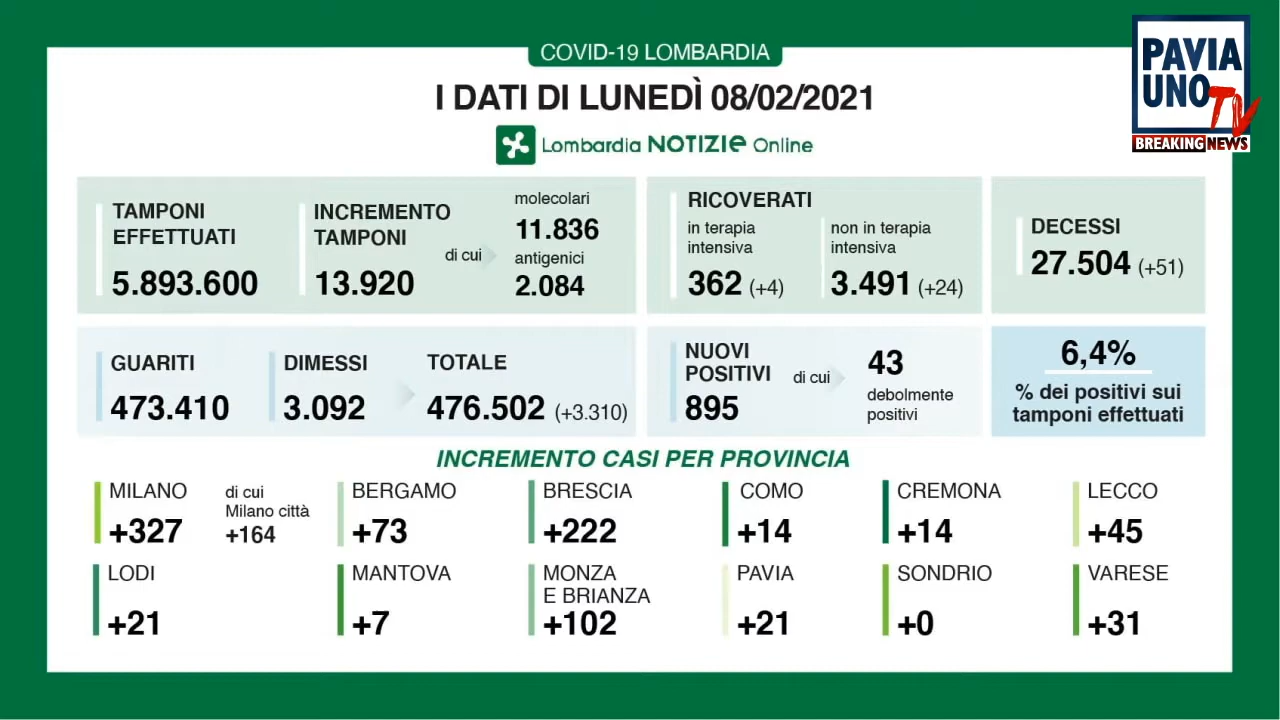 COVID-19 LOMBARDIA
I DATI DI LUNEDÌ 08/02/2021
Lombardia NOTIZIE Online
PAVIA
UNO
TV
BREAKING NEWS
TAMPONI
EFFETTUATI
5.893.600
INCREMENTO
TAMPONI
13.920
di cui
molecolari
11.836
antigenici
2.084
RICOVERATI
in terapia
intensiva
362 (+4)
non in terapia
intensiva
3.491 (+24)
DECESSI
27.504 (+51)
GUARITI
473.410
DIMESSI
3.092
TOTALE
476.502 (+3.310)
NUOVI
POSITIVI
895
di cui
43
debolmente
positivi
6,4%
% dei positivi sui
tamponi effettuati
INCREMENTO CASI PER PROVINCIA
MILANO
+327
di cui
Milano città
+164
BERGAMO
+73
BRESCIA
+222
COMO
+14
CREMONA
+14
LECCO
+45
LODI
+21
MANTOVA
+7
MONZA
E BRIANZA
+102
PAVIA
+21
SONDRIO
+0
VARESE
+31